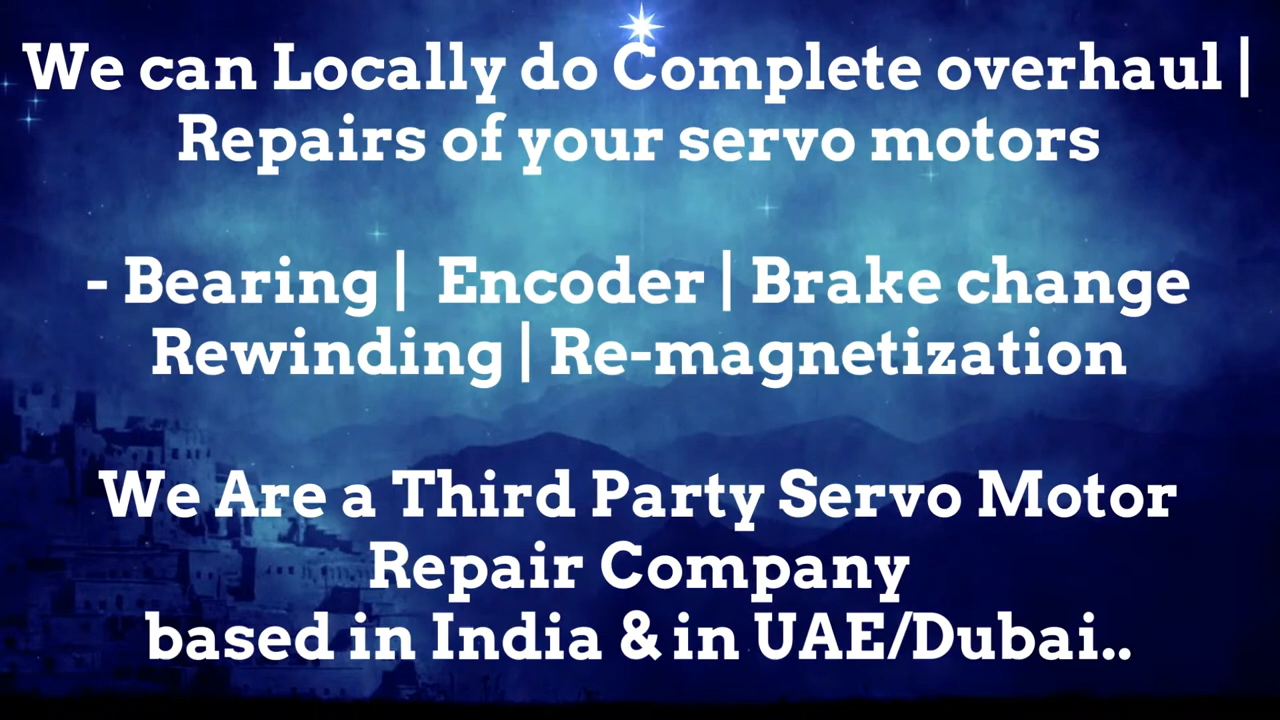 We can Locally do Complete overhaul |
Repairs of your servo motors
- Bearing | Encoder | Brake change
Rewinding | Re-magnetization
We Are a Third Party Servo Motor
Repair Company
based in India & in UAE/Dubai..